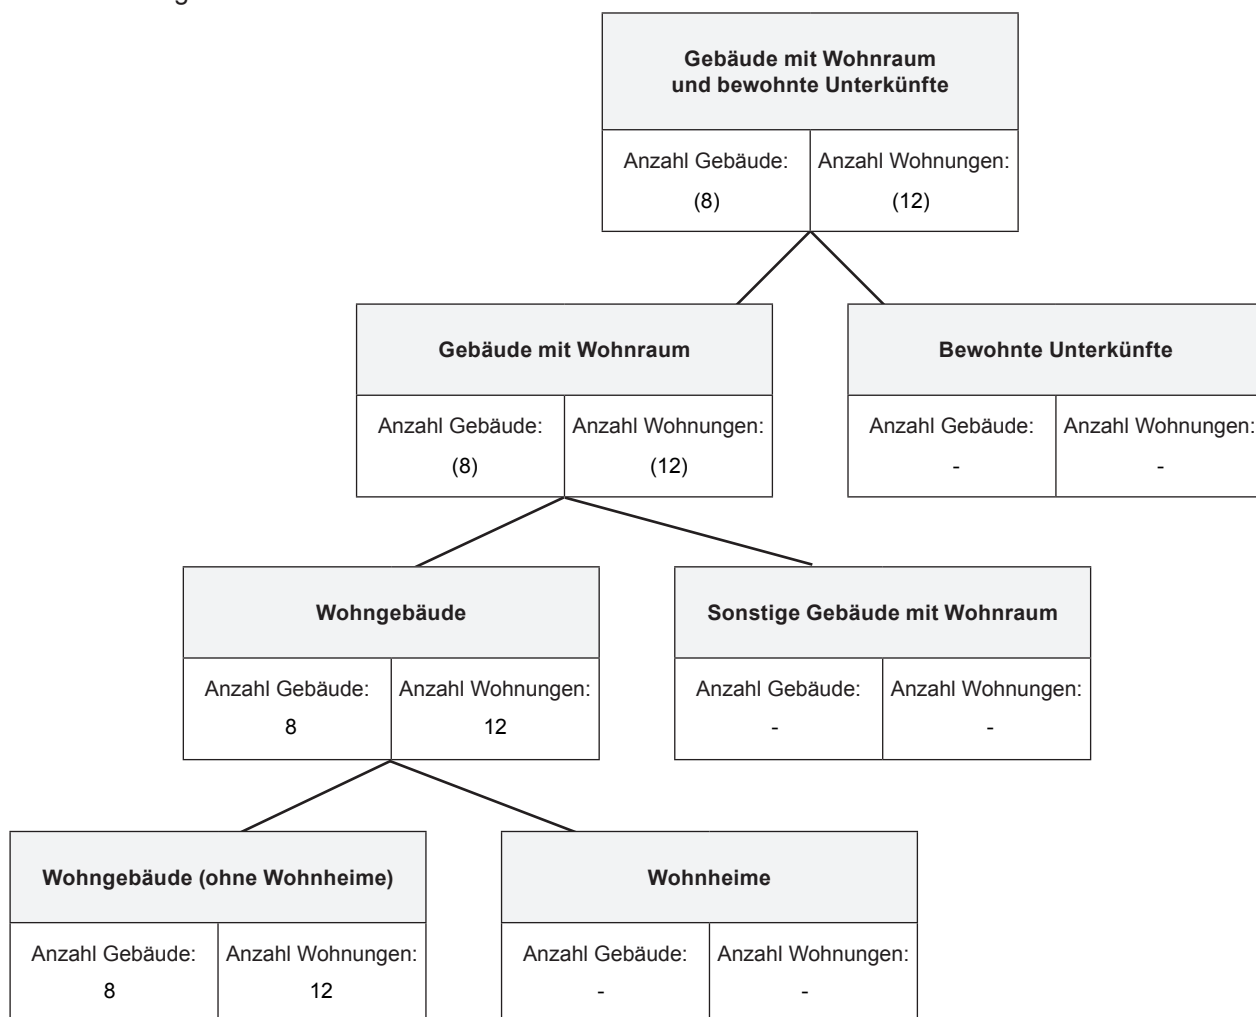 Gebäude mit Wohnraum
und bewohnte Unterkünfte
Anzahl Gebäude: Anzahl Wohnungen:
(8) (12)
Gebäude mit Wohnraum Bewohnte Unterkünfte
Anzahl Gebäude: Anzahl Wohnungen: Anzahl Gebäude: Anzahl Wohnungen:
(8) (12) - -
Wohngebäude Sonstige Gebäude mit Wohnraum
Anzahl Gebäude: Anzahl Wohnungen: Anzahl Gebäude: Anzahl Wohnungen:
8 12 - -
Wohngebäude (ohne Wohnheime) Wohnheime
Anzahl Gebäude: Anzahl Wohnungen: Anzahl Gebäude: Anzahl Wohnungen:
8 12 - -